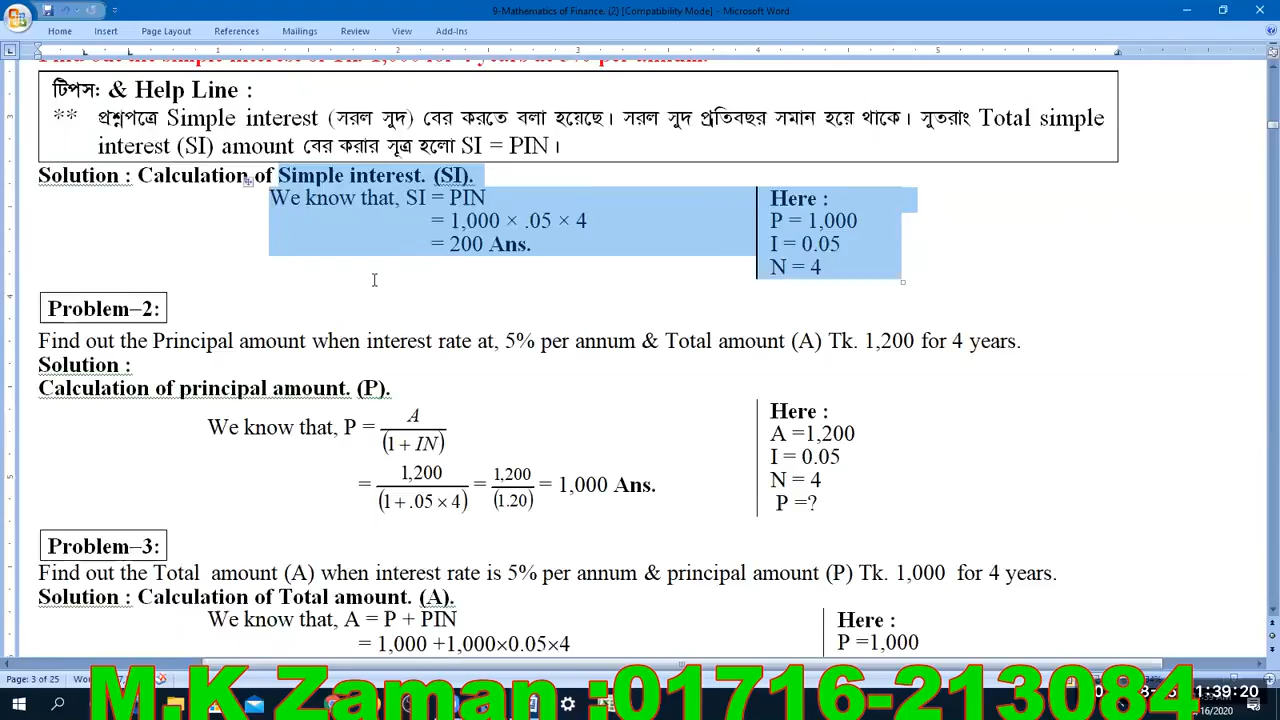 9-Mathematics of Finance. (2) [Compatibility Mode] - Microsoft Word
Home Insert Page Layout References Mailings Review View Add-Ins
টিপস: & Help Line :
** প্রশ্নপত্রে Simple interest (সরল সুদ) বের করতে বলা হয়েছে। সরল সুদ প্রতিবছর সমান হয়ে থাকে। সুতরাং Total simple
interest (SI) amount বের করার সূত্র হলো SI = PIN।
Solution : Calculation of Simple interest. (SI).
We know that, SI = PIN
= 1,000 × .05 × 4
= 200 Ans.
Here :
P = 1,000
I = 0.05
N = 4
Problem–2:
Find out the Principal amount when interest rate at, 5% per annum & Total amount (A) Tk. 1,200 for 4 years.
Solution :
Calculation of principal amount. (P).
We know that, P = A / (1 + IN)
= 1,200 / (1 + .05 × 4) = 1,200 / (1.20) = 1,000 Ans.
Here :
A =1,200
I = 0.05
N = 4
P =?
Problem–3:
Find out the Total amount (A) when interest rate is 5% per annum & principal amount (P) Tk. 1,000 for 4 years.
Solution : Calculation of Total amount. (A).
We know that, A = P + PIN
= 1,000 +1,000×0.05×4
Here :
P =1,000
Page: 3 of 25
M.K Zaman :01716-213084
11:39:20